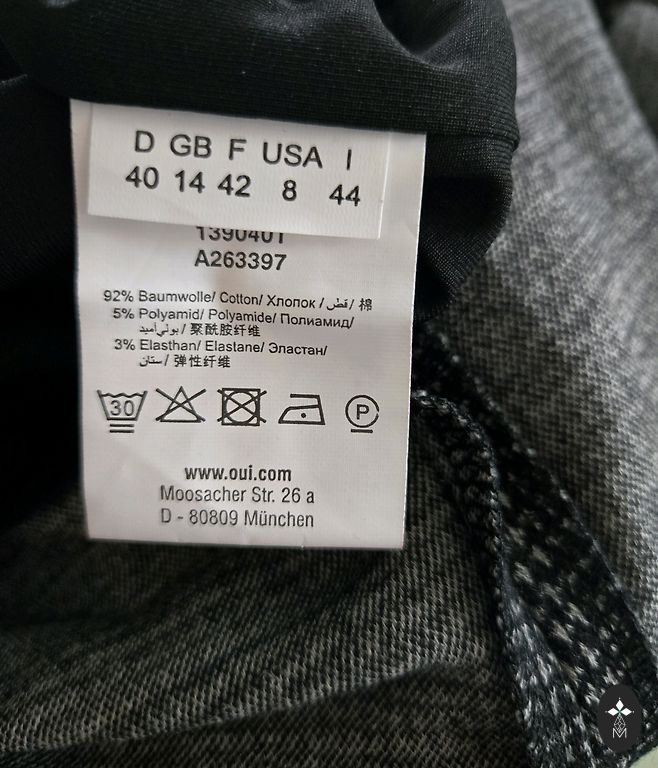 D GB F USA I
40 14 42 8 44
1390401
A263397
92% Baumwolle/ Cotton/ Хлопок / قطن / 棉
5% Polyamid/ Polyamide/ Полиамид/
بولي أميد / 聚酰胺纤维
3% Elasthan/ Elastane/ Эластан/
ستان / 弹性纤维
30
P
www.oui.com
Moosacher Str. 26 a
D - 80809 München
M